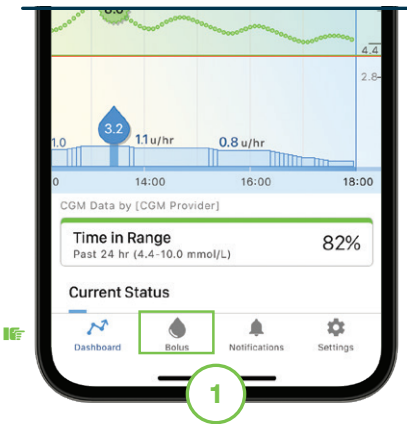 4.4
2.8
3.2
1.0
1.1 u/hr
0.8 u/hr
0
14:00
16:00
18:00
CGM Data by [CGM Provider]
Time in Range
Past 24 hr (4.4-10.0 mmol/L)
82%
Current Status
Dashboard
Bolus
Notifications
Settings
1